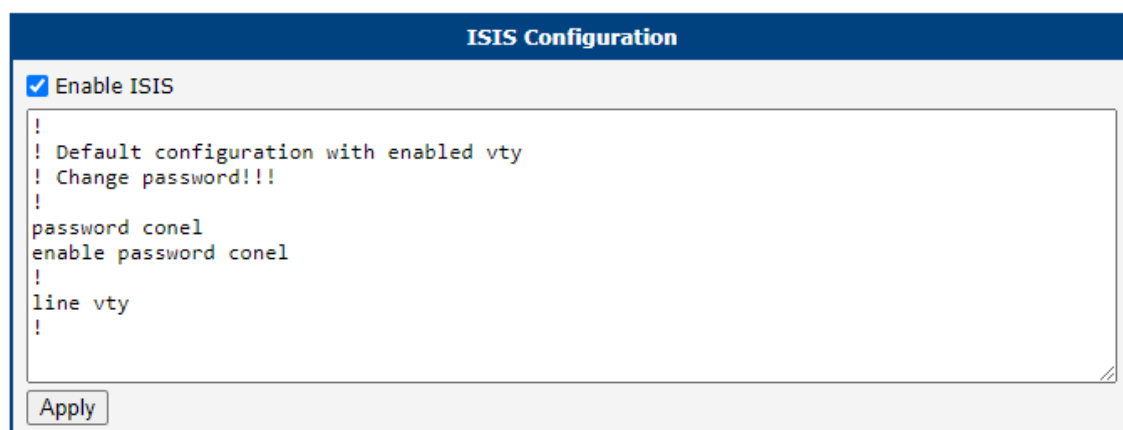 ISIS Configuration
Enable ISIS
!
! Default configuration with enabled vty
! Change password!!!
!
password conel
enable password conel
!
line vty
!
Apply